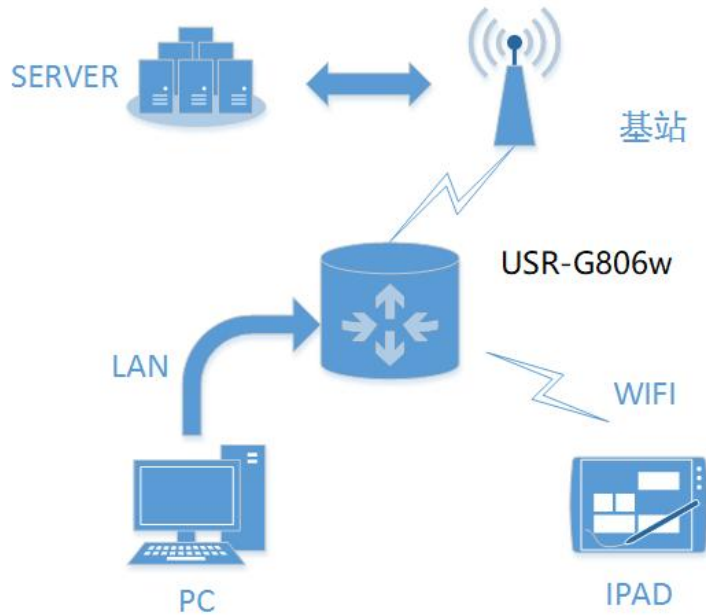 SERVER
基站
USR-G806w
LAN
WIFI
PC
IPAD